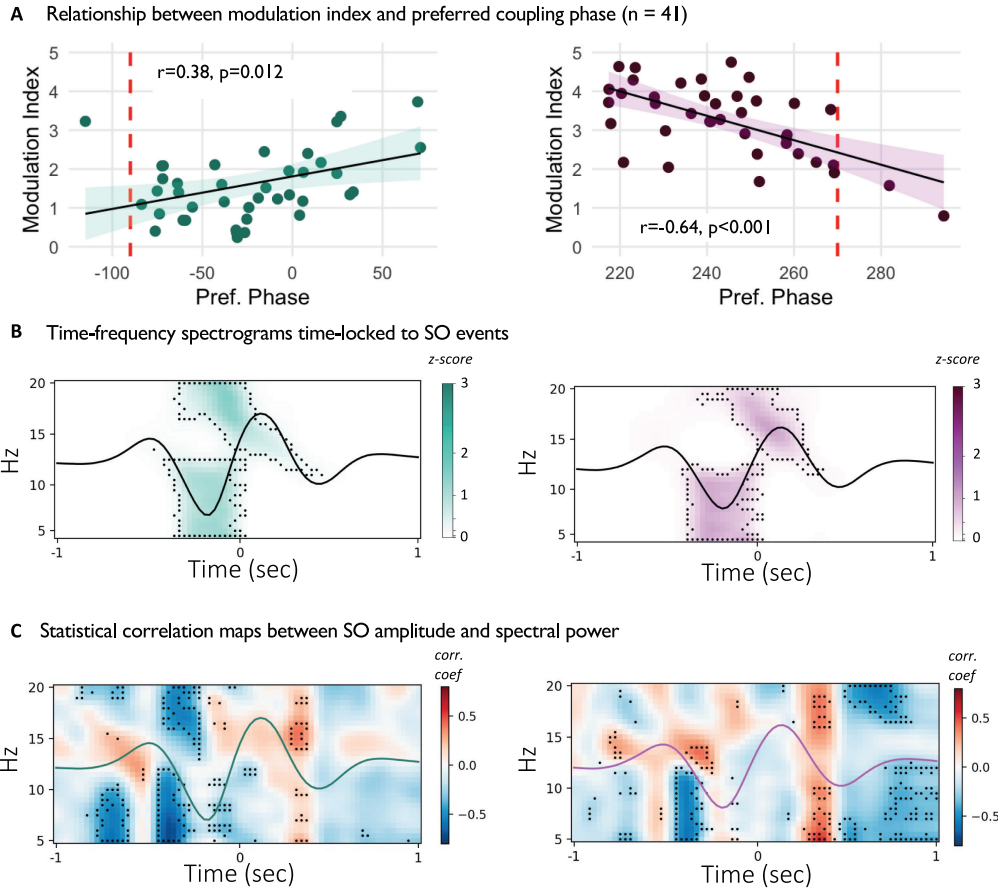 A Relationship between modulation index and preferred coupling phase (n = 41)
Modulation Index
5
4
3
2
1
0
r=0.38, p=0.012
-100 -50 0 50
Pref. Phase
Modulation Index
5
4
3
2
1
0
r=-0.64, p<0.001
220 240 260 280
Pref. Phase
B Time-frequency spectrograms time-locked to SO events
Hz
20
15
10
5
-1 0 1
Time (sec)
z-score
3
2
1
0
Hz
20
15
10
5
-1 0 1
Time (sec)
z-score
3
2
1
0
C Statistical correlation maps between SO amplitude and spectral power
Hz
20
15
10
5
-1 0 1
Time (sec)
corr.
coef
0.5
0.0
-0.5
Hz
20
15
10
5
-1 0 1
Time (sec)
corr.
coef
0.5
0.0
-0.5